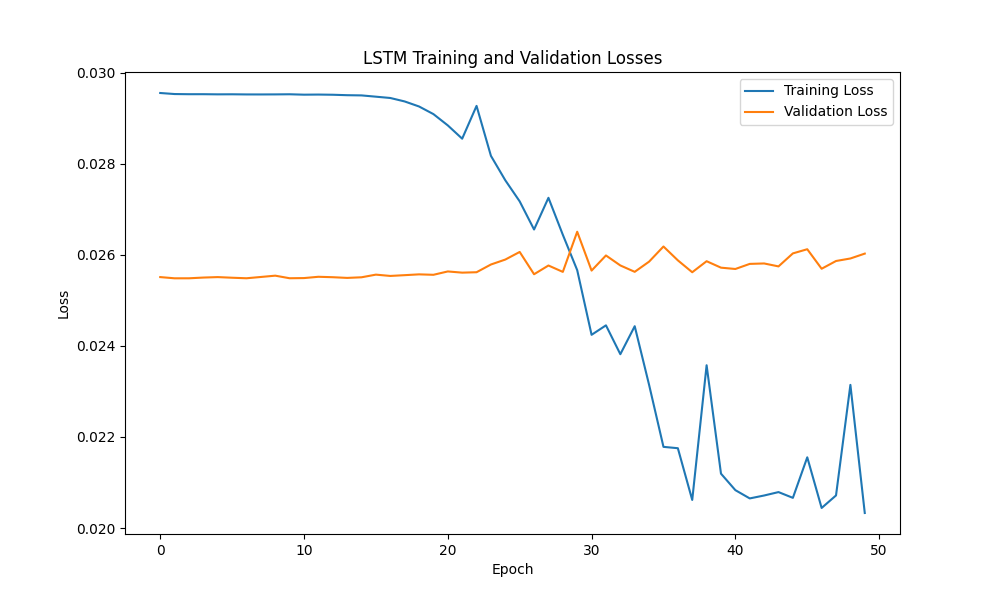 LSTM Training and Validation Losses
Training Loss
Validation Loss
0.030
0.028
0.026
0.024
0.022
0.020
Loss
0 10 20 30 40 50
Epoch